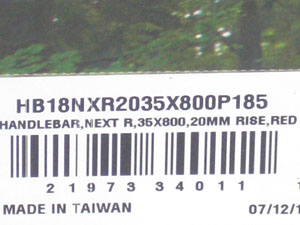 HB18NXR2035X800P185
HANDLEBAR,NEXT R,35X800,20MM RISE,RED
21973 34011
MADE IN TAIWAN 07/12/1